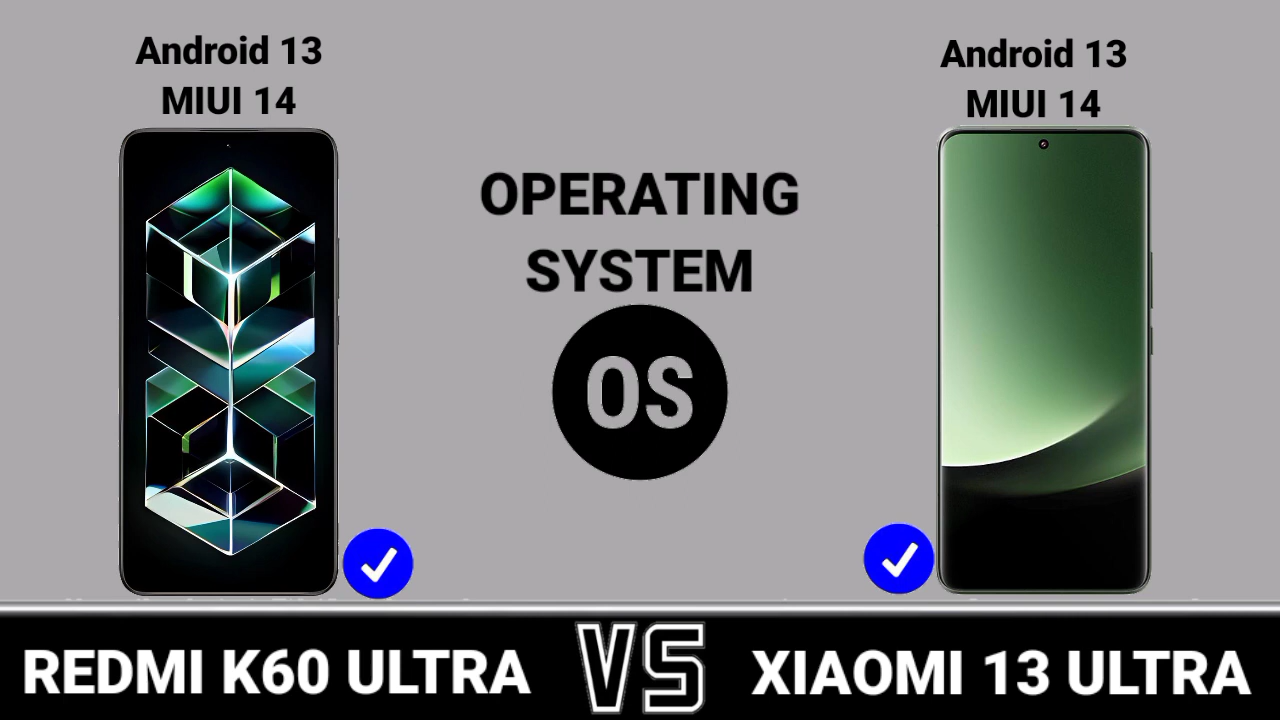 Android 13
MIUI 14
Android 13
MIUI 14
OPERATING
SYSTEM
OS
REDMI K60 ULTRA VS XIAOMI 13 ULTRA